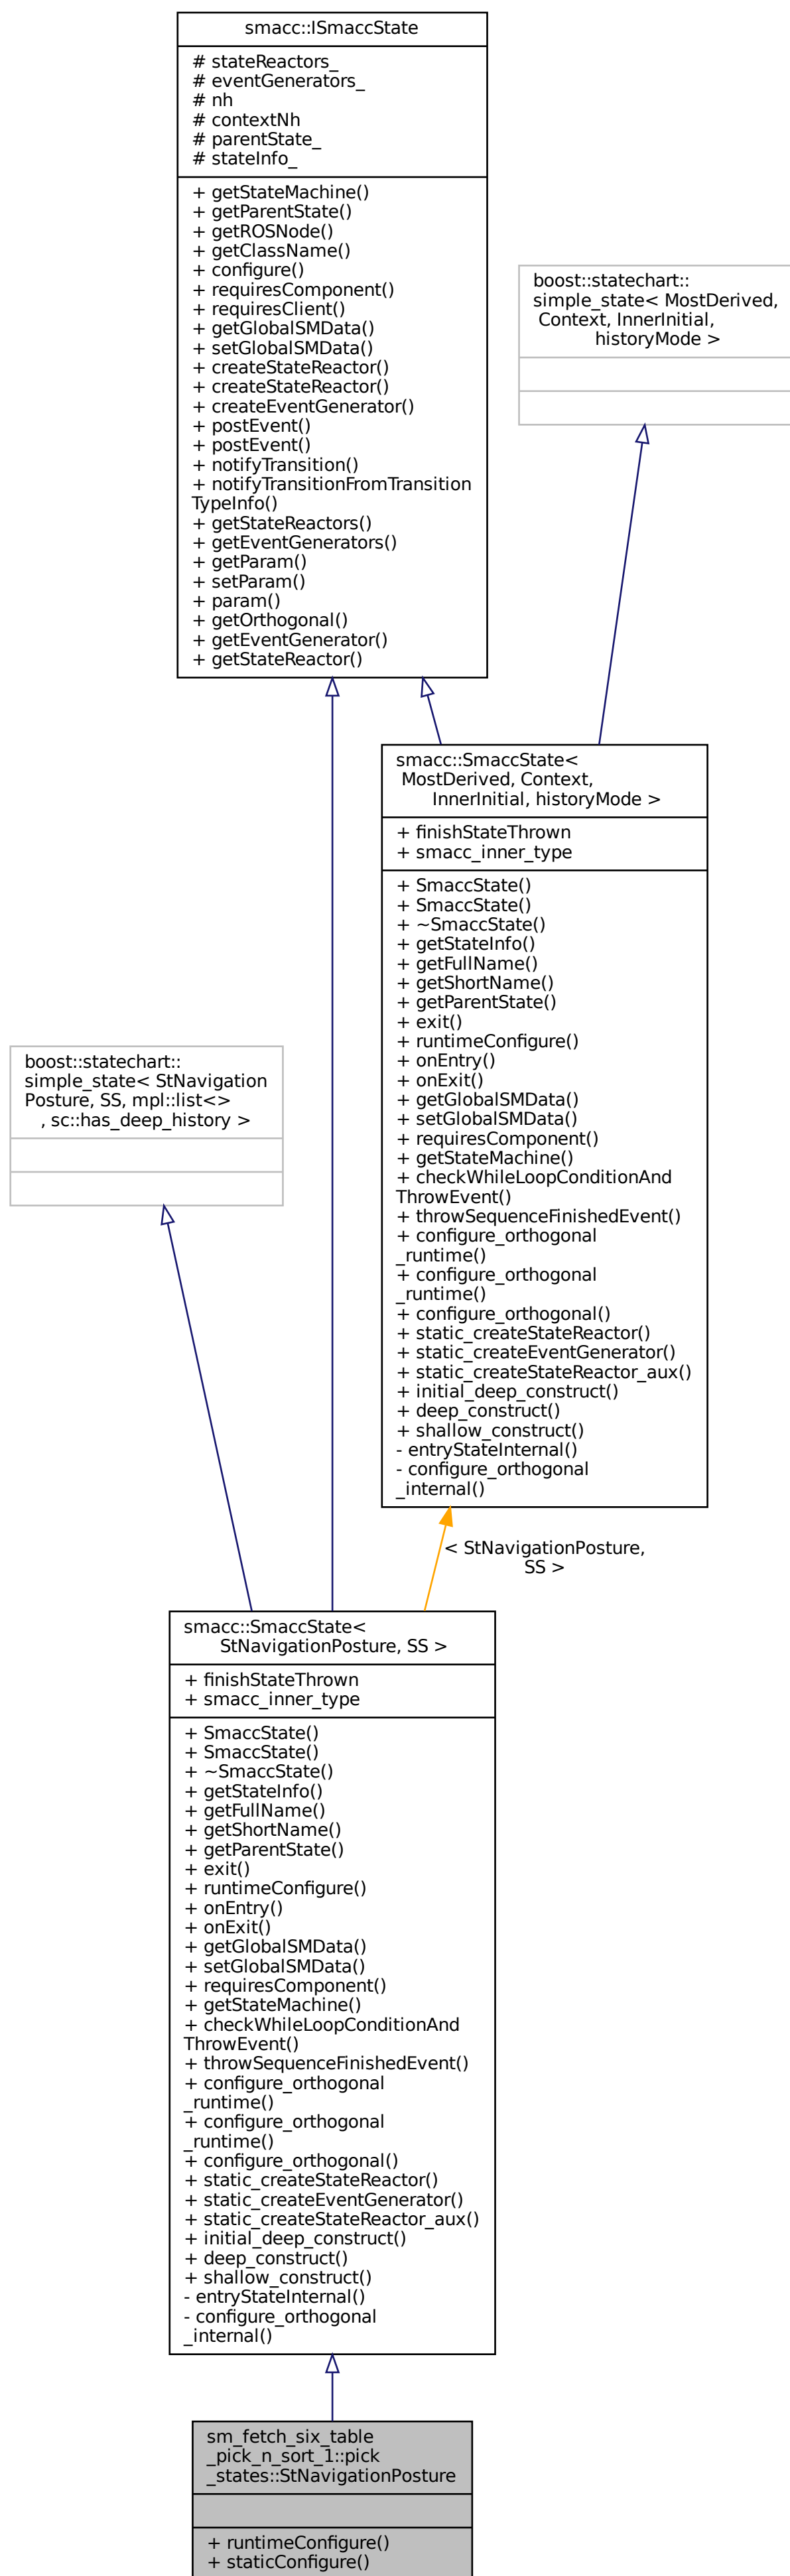 smacc::ISmaccState
# stateReactors_
# eventGenerators_
# nh
# contextNh
# parentState_
# stateInfo_
+ getStateMachine()
+ getParentState()
+ getROSNode()
+ getClassName()
+ configure()
+ requiresComponent()
+ requiresClient()
+ getGlobalSMData()
+ setGlobalSMData()
+ createStateReactor()
+ createStateReactor()
+ createEventGenerator()
+ postEvent()
+ postEvent()
+ notifyTransition()
+ notifyTransitionFromTransition
TypeInfo()
+ getStateReactors()
+ getEventGenerators()
+ getParam()
+ setParam()
+ param()
+ getOrthogonal()
+ getEventGenerator()
+ getStateReactor()
boost::statechart::
simple_state< MostDerived,
Context, InnerInitial,
historyMode >
smacc::SmaccState<
MostDerived, Context,
InnerInitial, historyMode >
+ finishStateThrown
+ smacc_inner_type
+ SmaccState()
+ SmaccState()
+ ~SmaccState()
+ getStateInfo()
+ getFullName()
+ getShortName()
+ getParentState()
+ exit()
+ runtimeConfigure()
+ onEntry()
+ onExit()
+ getGlobalSMData()
+ setGlobalSMData()
+ requiresComponent()
+ getStateMachine()
+ checkWhileLoopConditionAnd
ThrowEvent()
+ throwSequenceFinishedEvent()
+ configure_orthogonal
_runtime()
+ configure_orthogonal
_runtime()
+ configure_orthogonal()
+ static_createStateReactor()
+ static_createEventGenerator()
+ static_createStateReactor_aux()
+ initial_deep_construct()
+ deep_construct()
+ shallow_construct()
- entryStateInternal()
- configure_orthogonal
_internal()
boost::statechart::
simple_state< StNavigation
Posture, SS, mpl::list<>
, sc::has_deep_history >
< StNavigationPosture,
SS >
smacc::SmaccState<
StNavigationPosture, SS >
+ finishStateThrown
+ smacc_inner_type
+ SmaccState()
+ SmaccState()
+ ~SmaccState()
+ getStateInfo()
+ getFullName()
+ getShortName()
+ getParentState()
+ exit()
+ runtimeConfigure()
+ onEntry()
+ onExit()
+ getGlobalSMData()
+ setGlobalSMData()
+ requiresComponent()
+ getStateMachine()
+ checkWhileLoopConditionAnd
ThrowEvent()
+ throwSequenceFinishedEvent()
+ configure_orthogonal
_runtime()
+ configure_orthogonal
_runtime()
+ configure_orthogonal()
+ static_createStateReactor()
+ static_createEventGenerator()
+ static_createStateReactor_aux()
+ initial_deep_construct()
+ deep_construct()
+ shallow_construct()
- entryStateInternal()
- configure_orthogonal
_internal()
sm_fetch_six_table
_pick_n_sort_1::pick
_states::StNavigationPosture
+ runtimeConfigure()
+ staticConfigure()